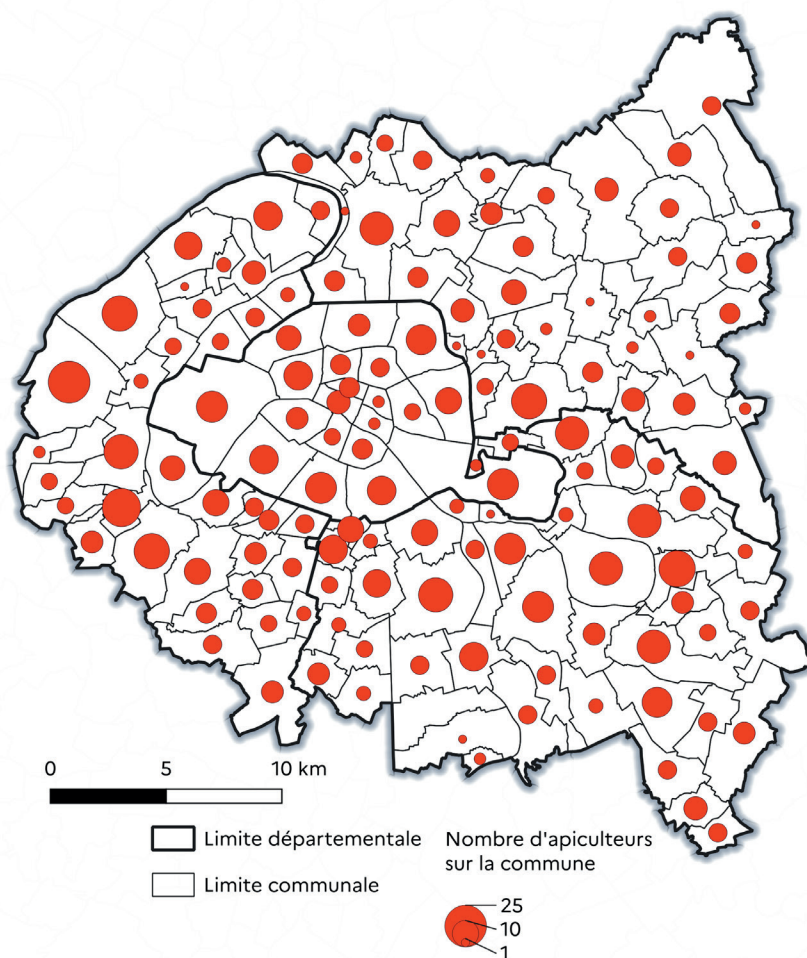 0 5 10 km
Limite départementale
Limite communale
Nombre d'apiculteurs
sur la commune
25
10
1